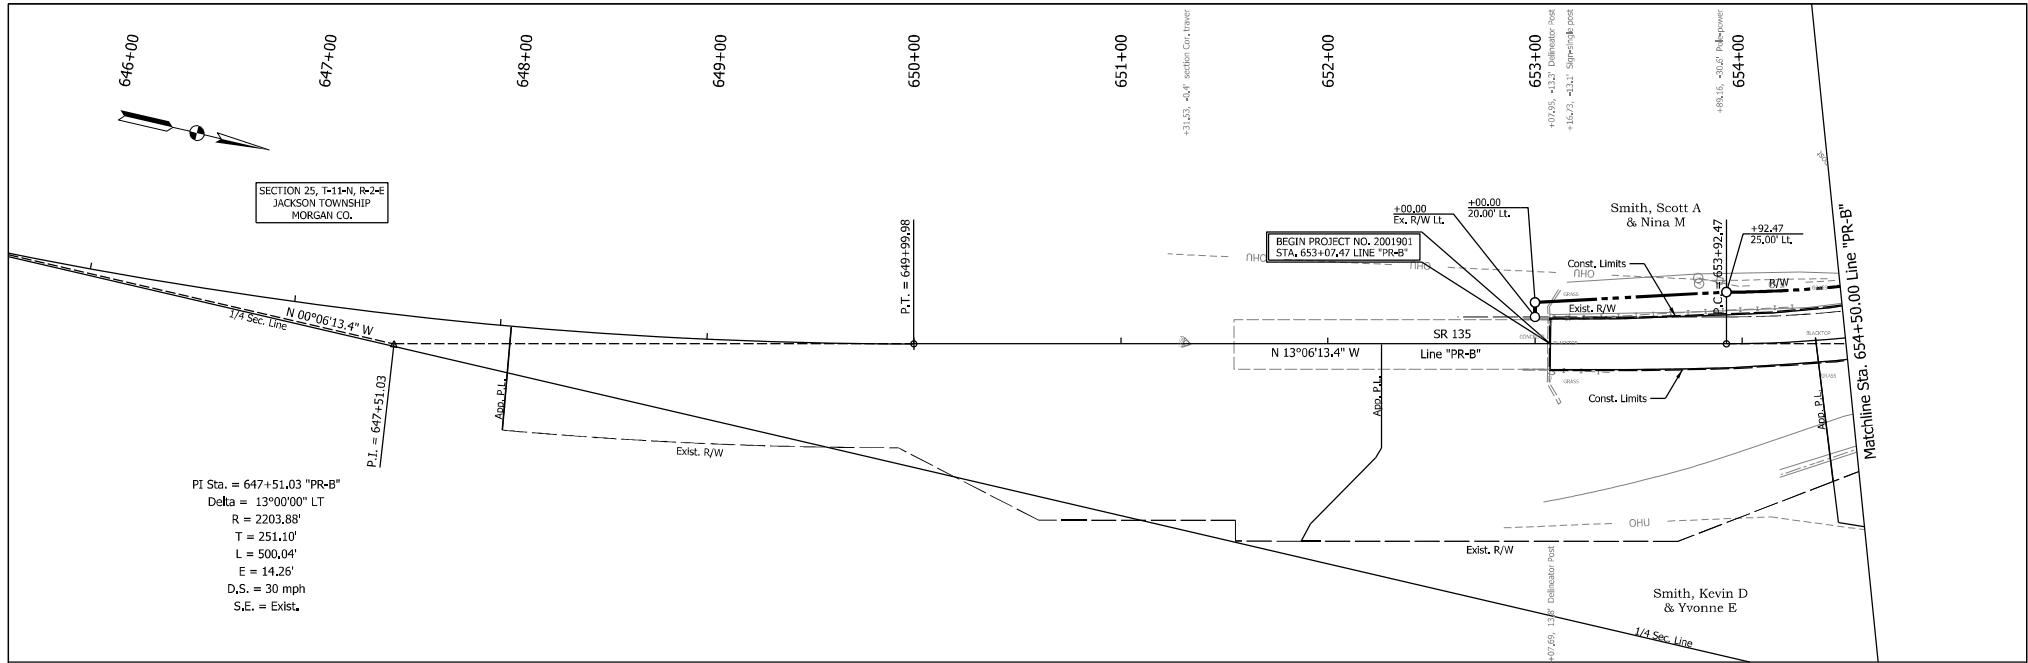 646+00
647+00
648+00
649+00
650+00
651+00
652+00
653+00
654+00
+31.53, -0.4' section Cor. traver
+07.95, -13.3' Delineator Post
+16.73, -13.1' Sign-single post
+89.16, -30.6' Pole-power
SECTION 25, T-11-N, R-2-E
JACKSON TOWNSHIP
MORGAN CO.
P.T. = 649+99.98
+00.00
Ex. R/W Lt.
+00.00
20.00' Lt.
Smith, Scott A
& Nina M
+92.47
25.00' Lt.
BEGIN PROJECT NO. 2001901
STA. 653+07.47 LINE "PR-B"
OHU
OHU
OHU
Const. Limits
P.C. = 653+92.47
R/W
Exist. R/W
GRASS
N 00°06'13.4" W
1/4 Sec. Line
SR 135
N 13°06'13.4" W
Line "PR-B"
BLACKTOP
BLACKTOP
GRASS
GRASS
Const. Limits
Matchline Sta. 654+50.00 Line "PR-B"
P.I. = 647+51.03
App. P.L.
App. P.L.
App. P.L.
Exist. R/W
PI Sta. = 647+51.03 "PR-B"
Delta = 13°00'00" LT
R = 2203.88'
T = 251.10'
L = 500.04'
E = 14.26'
D.S. = 30 mph
S.E. = Exist.
OHU
Exist. R/W
+07.69, 13.8' Delineator Post
Smith, Kevin D
& Yvonne E
1/4 Sec. Line